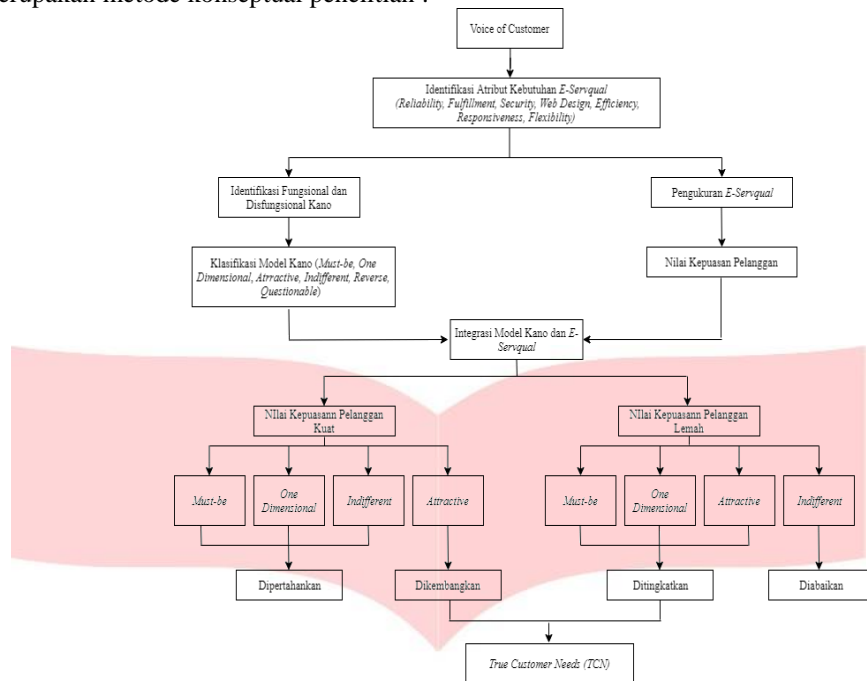 erupakan metode konseptual penelitian :
Voice of Customer
Identifikasi Atribut Kebutuhan E-Servqual
(Reliability, Fulfillment, Security, Web Design, Efficiency,
Responsiveness, Flexibility)
Identifikasi Fungsional dan
Disfungsional Kano
Pengukuran E-Servqual
Klasifikasi Model Kano (Must-be, One
Dimensional, Atrractive, Indifferent, Reverse,
Questionable)
Nilai Kepuasan Pelanggan
Integrasi Model Kano dan E-
Servqual
NIlai Kepuasann Pelanggan
Kuat
NIlai Kepuasann Pelanggan
Lemah
Must-be
One
Dimensional
Indifferent
Attractive
Must-be
One
Dimensional
Attractive
Indifferent
Dipertahankan
Dikembangkan
Ditingkatkan
Diabaikan
True Customer Needs (TCN)